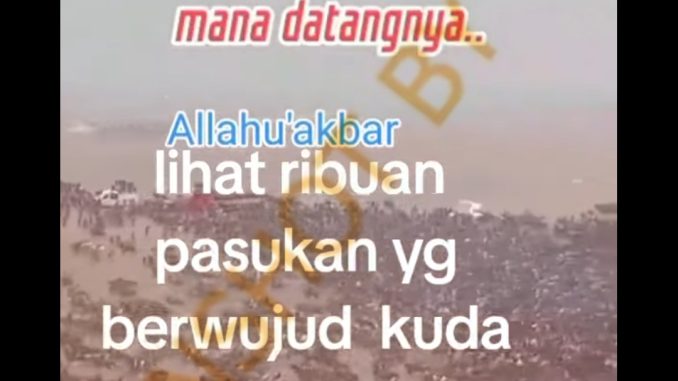 mana datangnya..
Allahu'akbar
lihat ribuan
pasukan yg
berwujud kuda